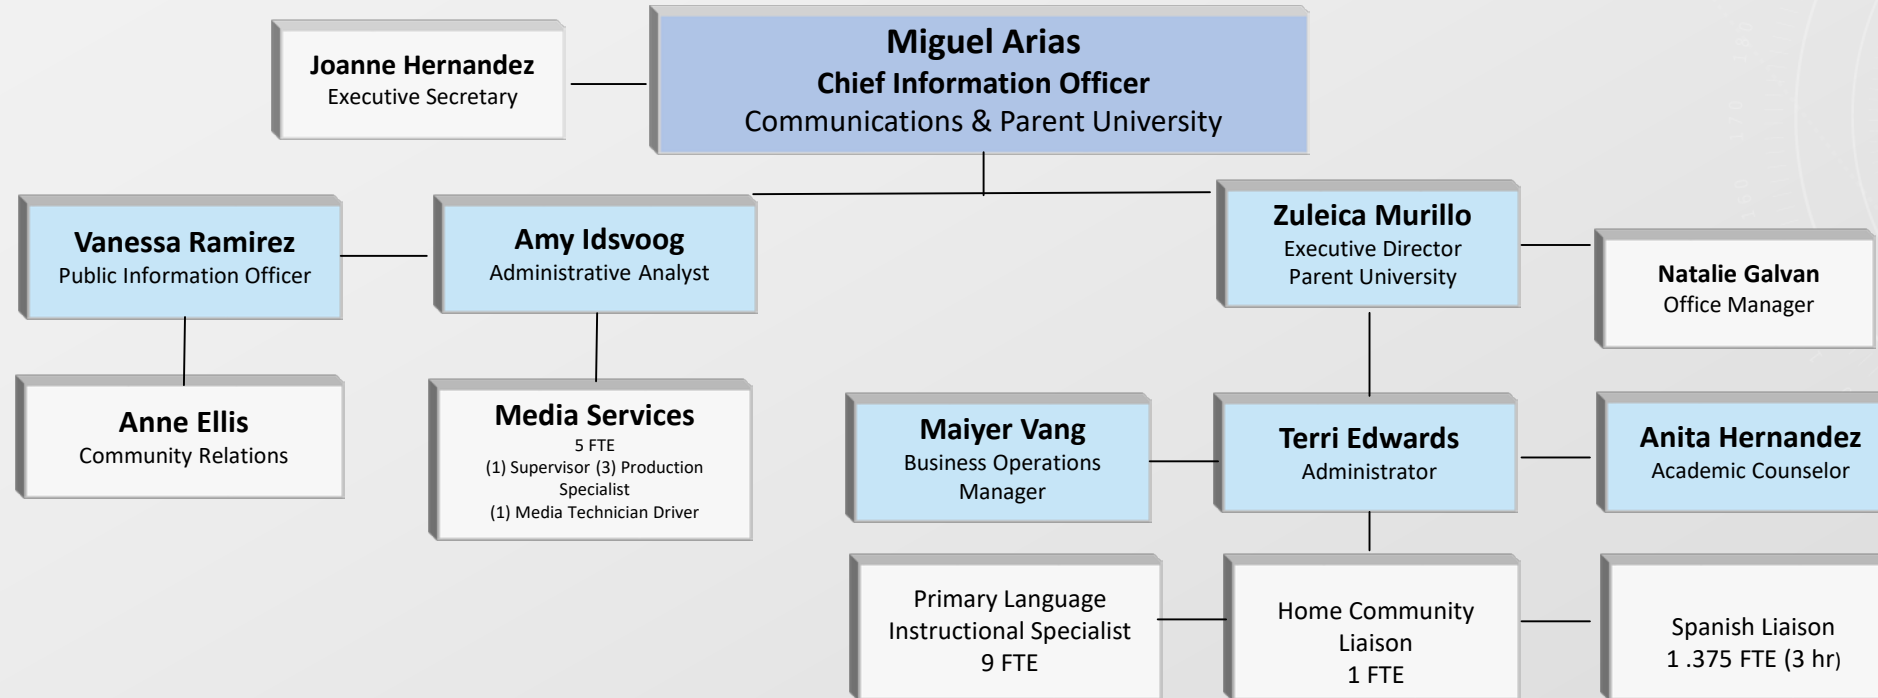 Joanne Hernandez
Executive Secretary
Miguel Arias
Chief Information Officer
Communications & Parent University
Vanessa Ramirez
Public Information Officer
Amy Idsvoog
Administrative Analyst
Zuleica Murillo
Executive Director
Parent University
Natalie Galvan
Office Manager
Anne Ellis
Community Relations
Media Services
5 FTE
(1) Supervisor (3) Production
Specialist
(1) Media Technician Driver
Maiyer Vang
Business Operations
Manager
Terri Edwards
Administrator
Anita Hernandez
Academic Counselor
Primary Language
Instructional Specialist
9 FTE
Home Community
Liaison
1 FTE
Spanish Liaison
1 .375 FTE (3 hr)